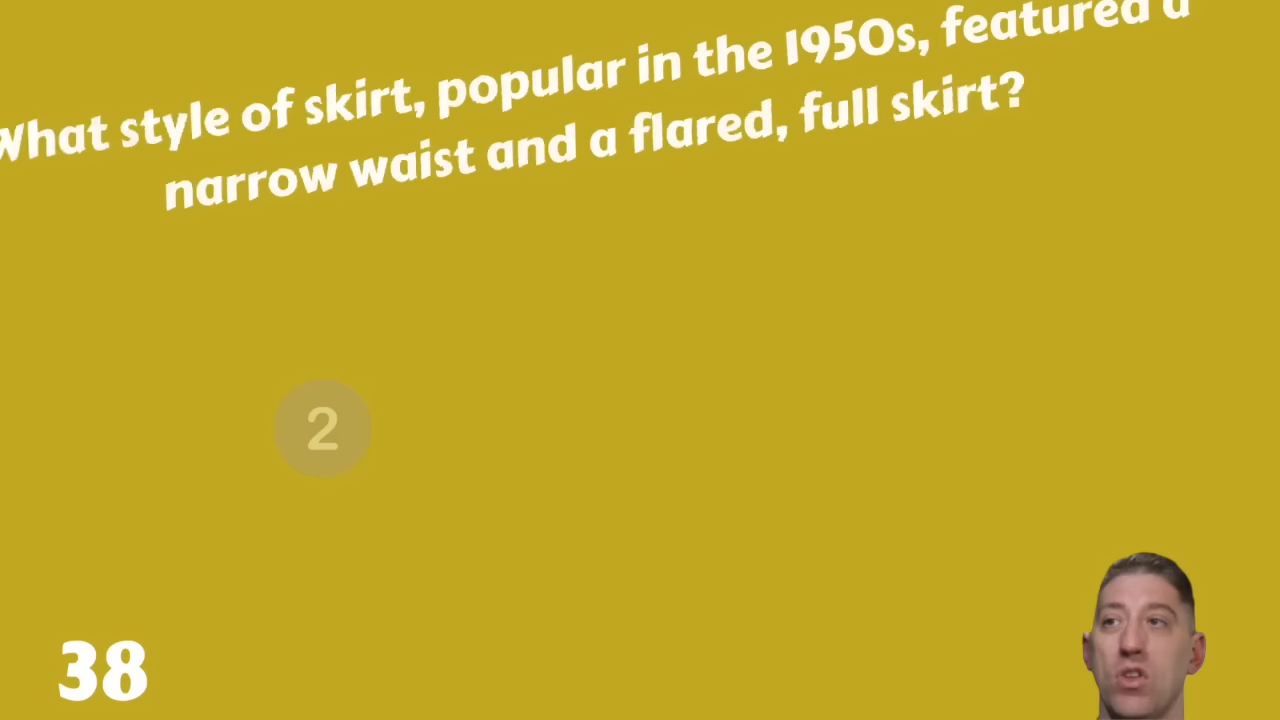 What style of skirt, popular in the 1950s, featured a
narrow waist and a flared, full skirt?
2
38